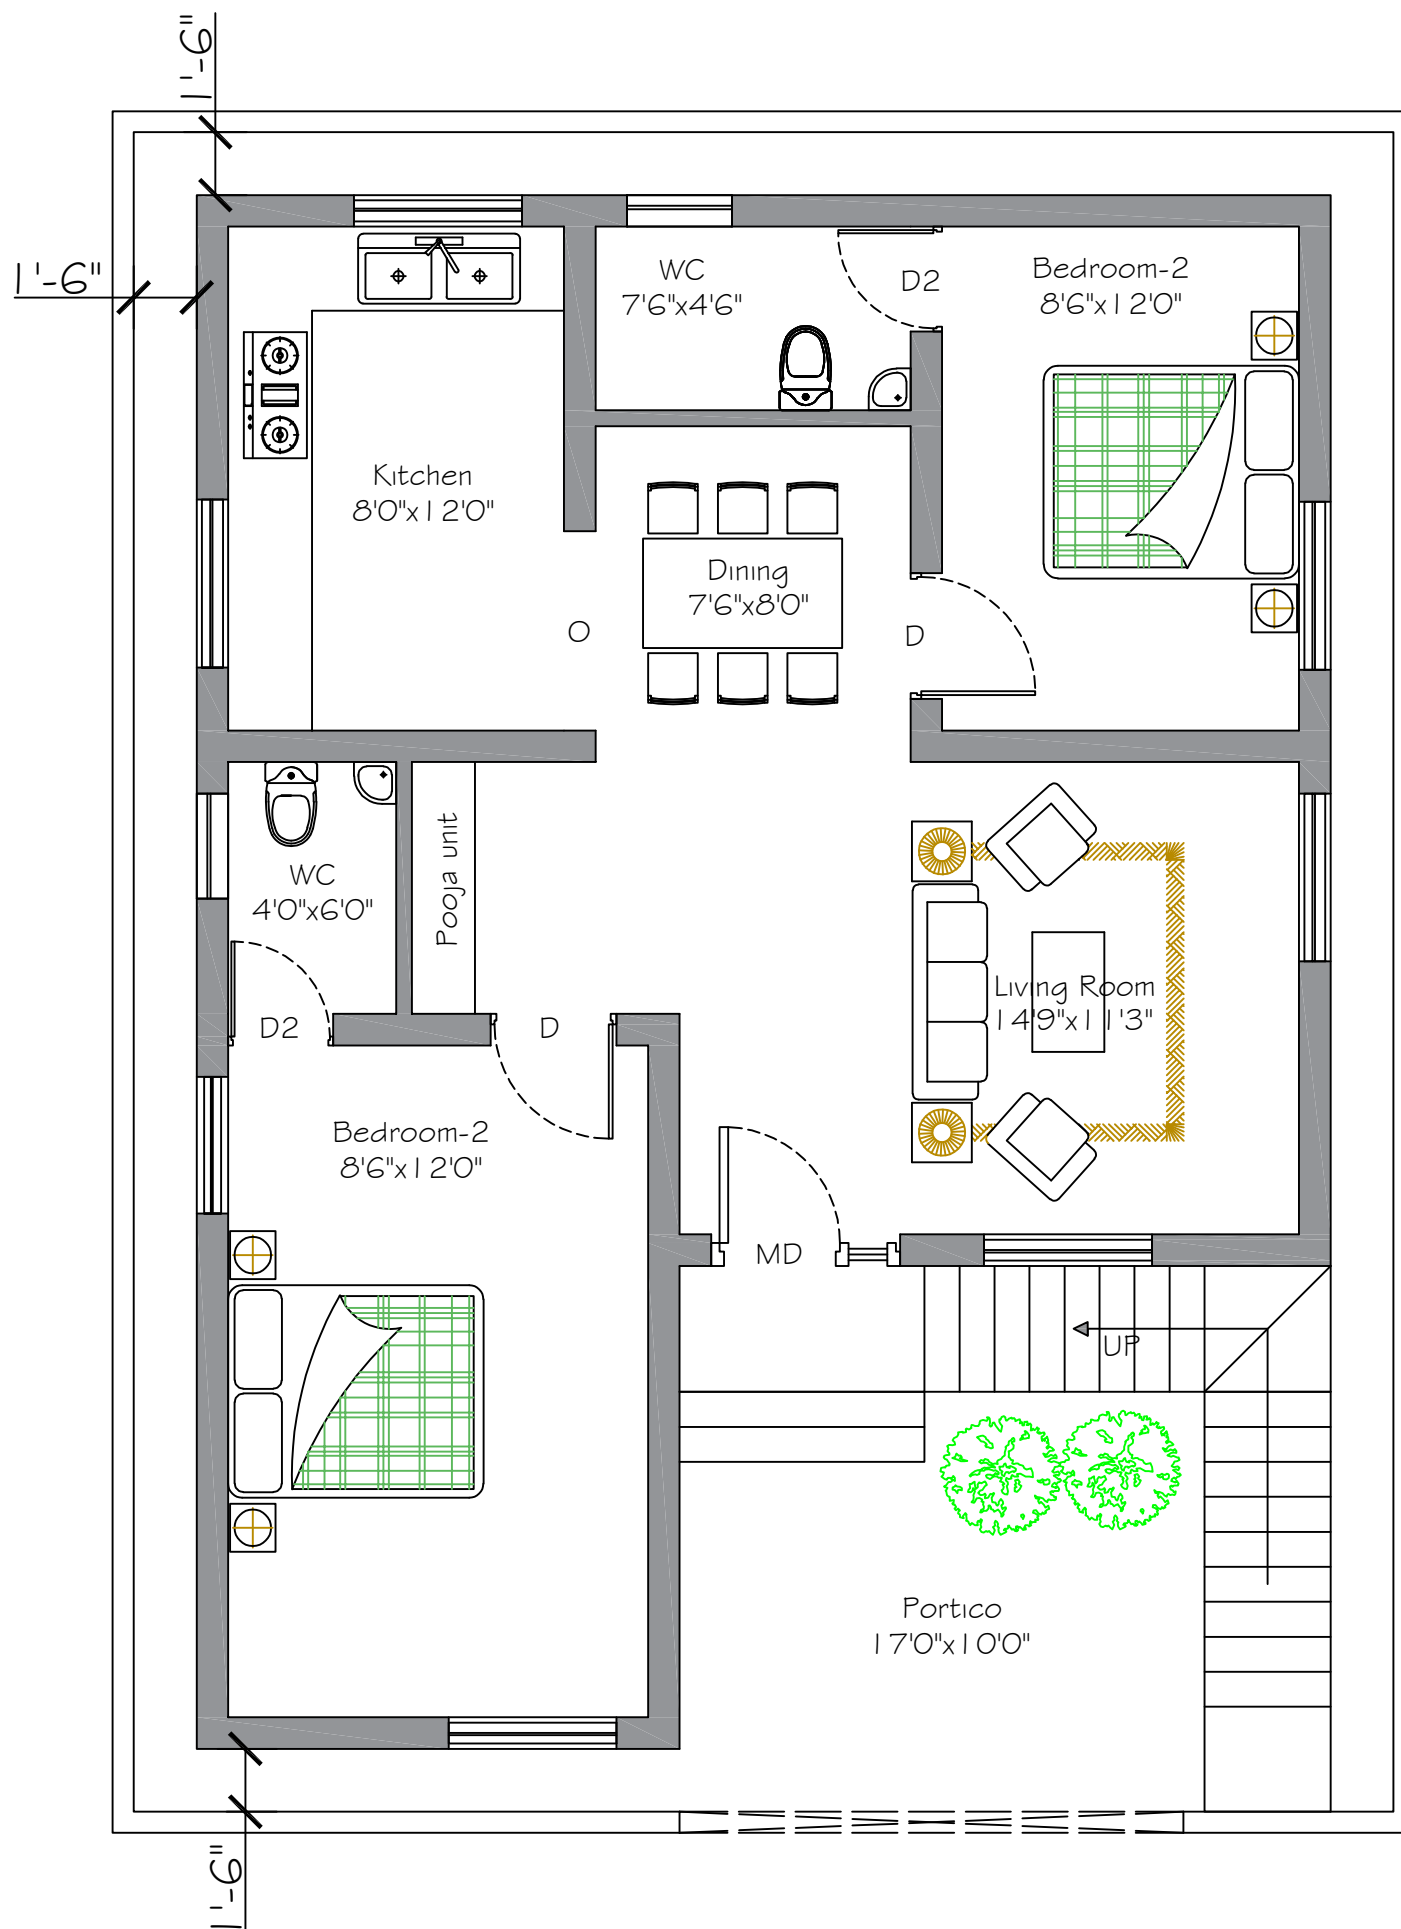 1'-6"
1'-6"
WC
7'6"x4'6"
D2
Bedroom-2
8'6"x12'0"
Kitchen
8'0"x12'0"
Dining
7'6"x8'0"
O
D
WC
4'0"x6'0"
Pooja unit
Living Room
14'9"x11'3"
D2
D
Bedroom-2
8'6"x12'0"
MD
UP
Portico
17'0"x10'0"
1'-6"